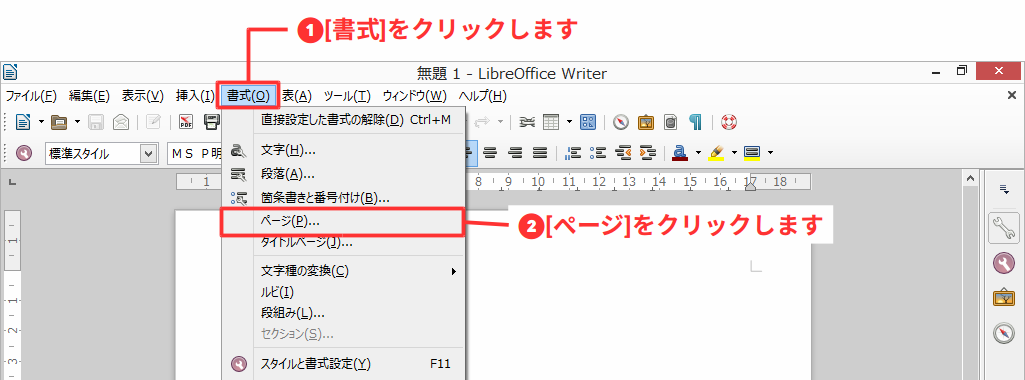 ❶[書式]をクリックします
無題 1 - LibreOffice Writer
ファイル(F) 編集(E) 表示(V) 挿入(I) 書式(O) 表(A) ツール(T) ウィンドウ(W) ヘルプ(H)
直接設定した書式の解除(D) Ctrl+M
標準スタイル
ＭＳ Ｐ明
文字(H)...
段落(A)...
箇条書きと番号付け(B)...
1
8 9 10 11 12 13 14 15 16 17 18
ページ(P)...
❷[ページ]をクリックします
タイトルページ(J)...
文字種の変換(C)
ルビ(I)
段組み(L)...
セクション(S)...
スタイルと書式設定(Y) F11
1
1
2
3